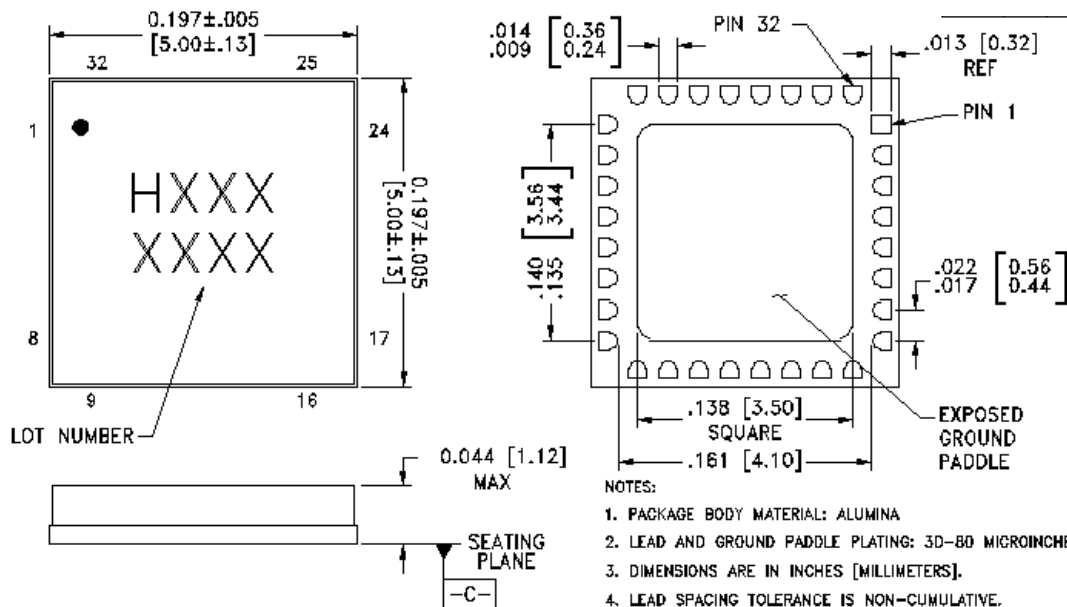 0.197±.005
[5.00±.13]
32 25
1
24
HXXX
XXXX
0.197±.005
[5.00±.13]
8
17
9 16
LOT NUMBER
0.044 [1.12]
MAX
SEATING
PLANE
-C-
.014 [0.36
.009 0.24]
PIN 32
.013 [0.32]
REF
PIN 1
[3.56
3.44]
.140
.135
.022 [0.56
.017 0.44]
.138 [3.50]
SQUARE
.161 [4.10]
EXPOSED
GROUND
PADDLE
NOTES:
1. PACKAGE BODY MATERIAL: ALUMINA
2. LEAD AND GROUND PADDLE PLATING: 30-80 MICROINCHE
3. DIMENSIONS ARE IN INCHES [MILLIMETERS].
4. LEAD SPACING TOLERANCE IS NON-CUMULATIVE.